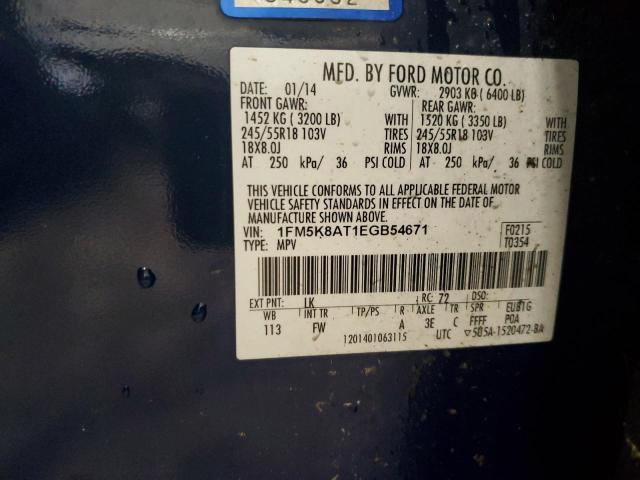 MFD. BY FORD MOTOR CO.
DATE: 01/14 GVWR: 2903 KG ( 6400 LB)
FRONT GAWR: REAR GAWR:
1452 KG ( 3200 LB) WITH 1520 KG ( 3350 LB) WITH
245/55R18 103V TIRES 245/55R18 103V TIRES
18X8.0J RIMS 18X8.0J RIMS
AT 250 kPa/ 36 PSI COLD AT 250 kPa/ 36 PSI COLD
THIS VEHICLE CONFORMS TO ALL APPLICABLE FEDERAL MOTOR
VEHICLE SAFETY STANDARDS IN EFFECT ON THE DATE OF
MANUFACTURE SHOWN ABOVE.
VIN: 1FM5K8AT1EGB54671 F0215
TYPE: MPV T0354
EXT PNT: LK RC: 72 DSO:
WB INT TR TP/PS R AXLE TR SPR EUB1G
113 FW A 3E C FFFF POA
1201401063115 UTC ▽5U5A-1520472-BA